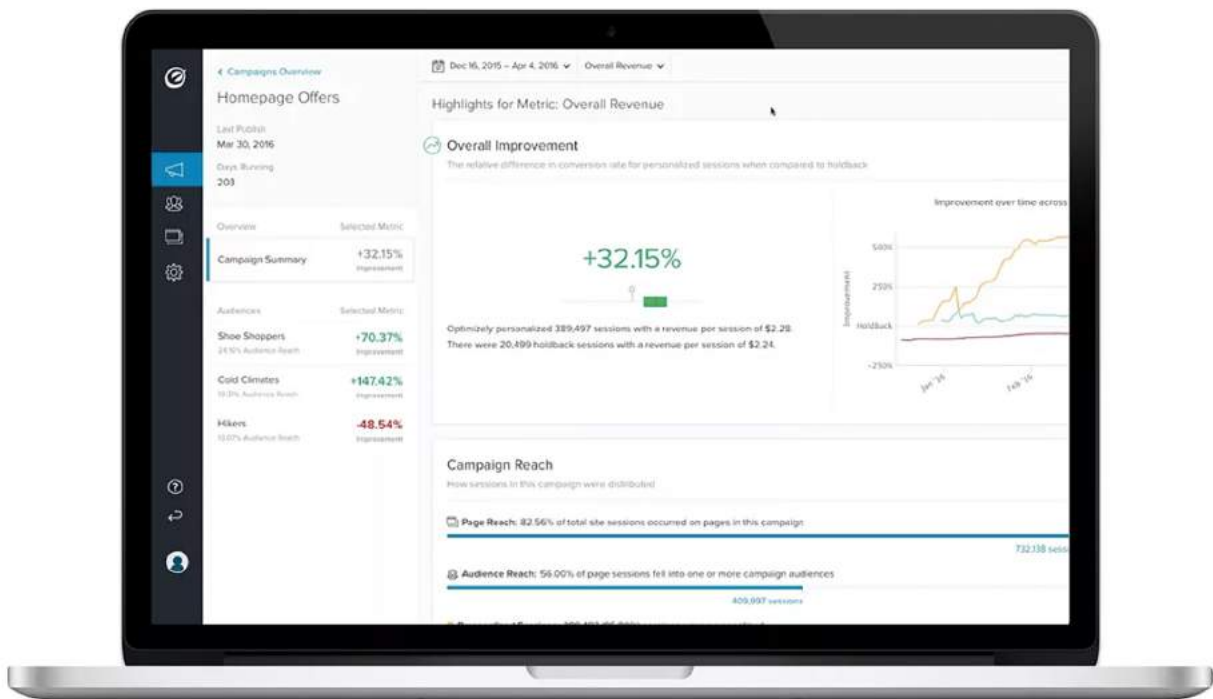 Campaigns Overview
Homepage Offers
Last Publish
Mar 30, 2016
Days Running
203
Overview Selected Metric
Campaign Summary +32.15%
Improvement
Audiences Selected Metric
Shoe Shoppers +70.37%
Audience Reach Improvement
Cold Climates +147.42%
Audience Reach Improvement
Hikers -48.54%
Audience Reach Improvement
Dec 16, 2015 – Apr 4, 2016 Overall Revenue
Highlights for Metric: Overall Revenue
Overall Improvement
The relative difference in conversion rate for personalized sessions when compared to holdback
+32.15%
Optimizely personalized 389,497 sessions with a revenue per session of $2.28.
There were 20,499 holdback sessions with a revenue per session of $2.24.
Improvement over time across
Improvement
500%
250%
Holdback
-250%
Jan '16
Feb '16
Campaign Reach
How sessions in this campaign were distributed
Page Reach: 82.56% of total site sessions occurred on pages in this campaign
732,138
Audience Reach: 56.00% of page sessions fell into one or more campaign audiences
409,997 sessions